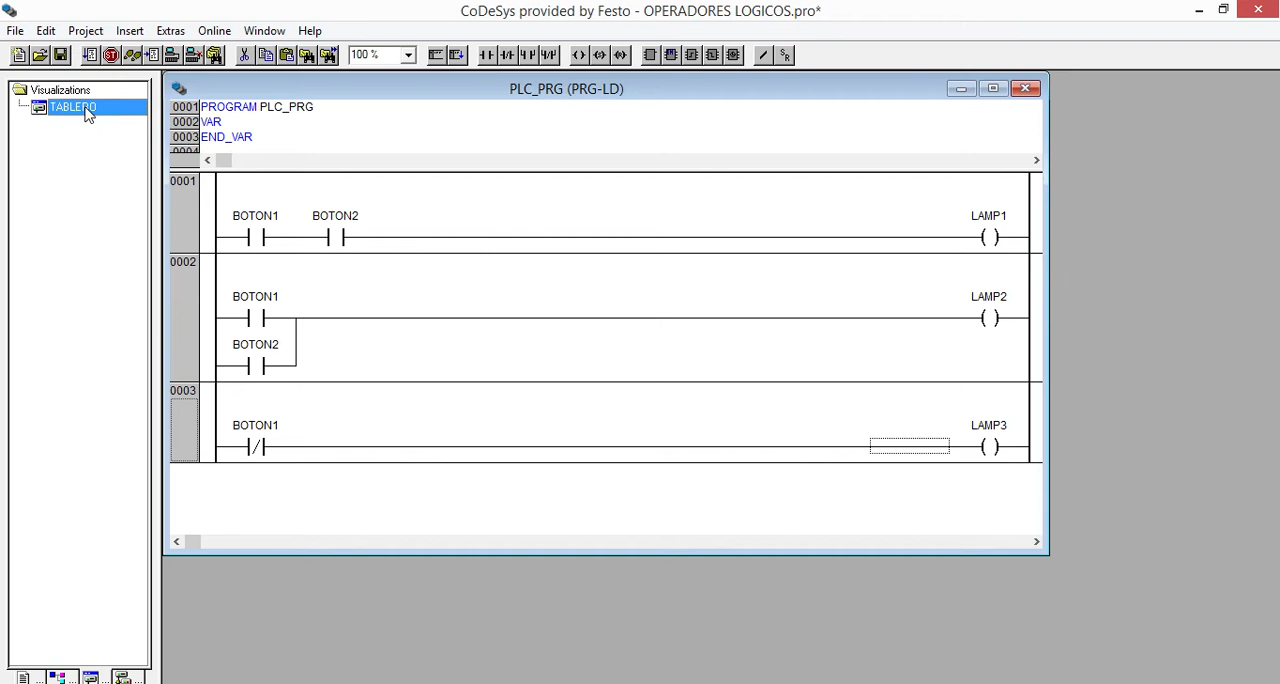 CoDeSys provided by Festo - OPERADORES LOGICOS.pro*
File Edit Project Insert Extras Online Window Help
100 %
Visualizations
TABLERO
PLC_PRG (PRG-LD)
0001 PROGRAM PLC_PRG
0002 VAR
0003 END_VAR
0004
0001
BOTON1 BOTON2 LAMP1
0002
BOTON1 LAMP2
BOTON2
0003
BOTON1 LAMP3